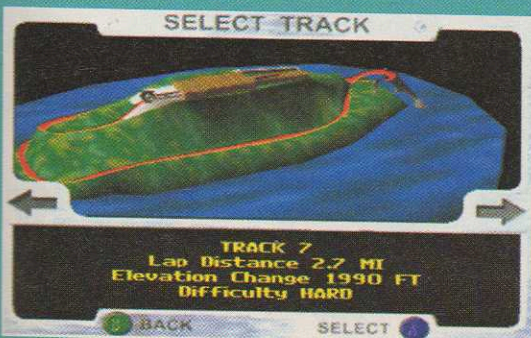 SELECT TRACK
TRACK 7
Lap Distance 2.7 MI
Elevation Change 1990 FT
Difficulty HARD
B BACK
SELECT A